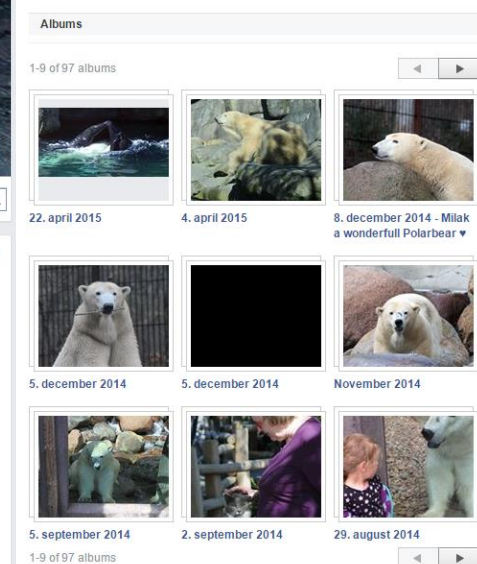 Albums
1-9 of 97 albums
22. april 2015
4. april 2015
8. december 2014 - Milak
a wonderfull Polarbear ♥
5. december 2014
5. december 2014
November 2014
5. september 2014
2. september 2014
29. august 2014
1-9 of 97 albums